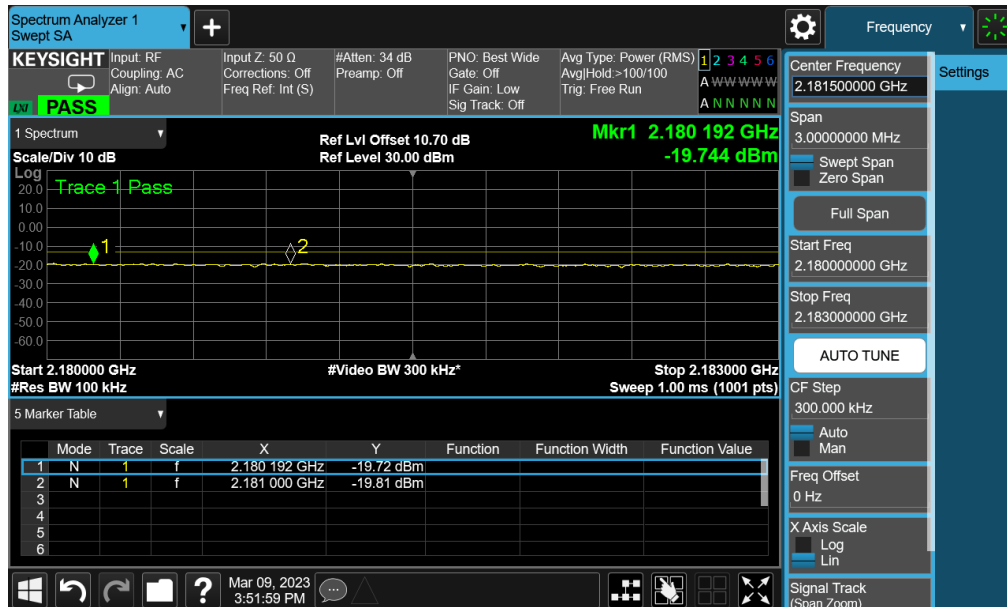 Spectrum Analyzer 1
Swept SA
+
Frequency
KEYSIGHT
Input: RF
Coupling: AC
Align: Auto
LXI
PASS
Input Z: 50 Ω
Corrections: Off
Freq Ref: Int (S)
#Atten: 34 dB
Preamp: Off
PNO: Best Wide
Gate: Off
IF Gain: Low
Sig Track: Off
Avg Type: Power (RMS)
Avg|Hold:>100/100
Trig: Free Run
1 2 3 4 5 6
A W W W W W
A N N N N N
1 Spectrum
Scale/Div 10 dB
Ref Lvl Offset 10.70 dB
Ref Level 30.00 dBm
Mkr1 2.180 192 GHz
-19.744 dBm
Log
Trace 1 Pass
20.0
10.0
0.00
-10.0
-20.0
-30.0
-40.0
-50.0
-60.0
1
2
Start 2.180000 GHz
#Video BW 300 kHz*
Stop 2.183000 GHz
#Res BW 100 kHz
Sweep 1.00 ms (1001 pts)
5 Marker Table
Mode Trace Scale X Y Function Function Width Function Value
1 N 1 f 2.180 192 GHz -19.72 dBm
2 N 1 f 2.181 000 GHz -19.81 dBm
3
4
5
6
Mar 09, 2023
3:51:59 PM
?
Center Frequency
2.181500000 GHz
Settings
Span
3.00000000 MHz
Swept Span
Zero Span
Full Span
Start Freq
2.180000000 GHz
Stop Freq
2.183000000 GHz
AUTO TUNE
CF Step
300.000 kHz
Auto
Man
Freq Offset
0 Hz
X Axis Scale
Log
Lin
Signal Track
(Span Zoom)